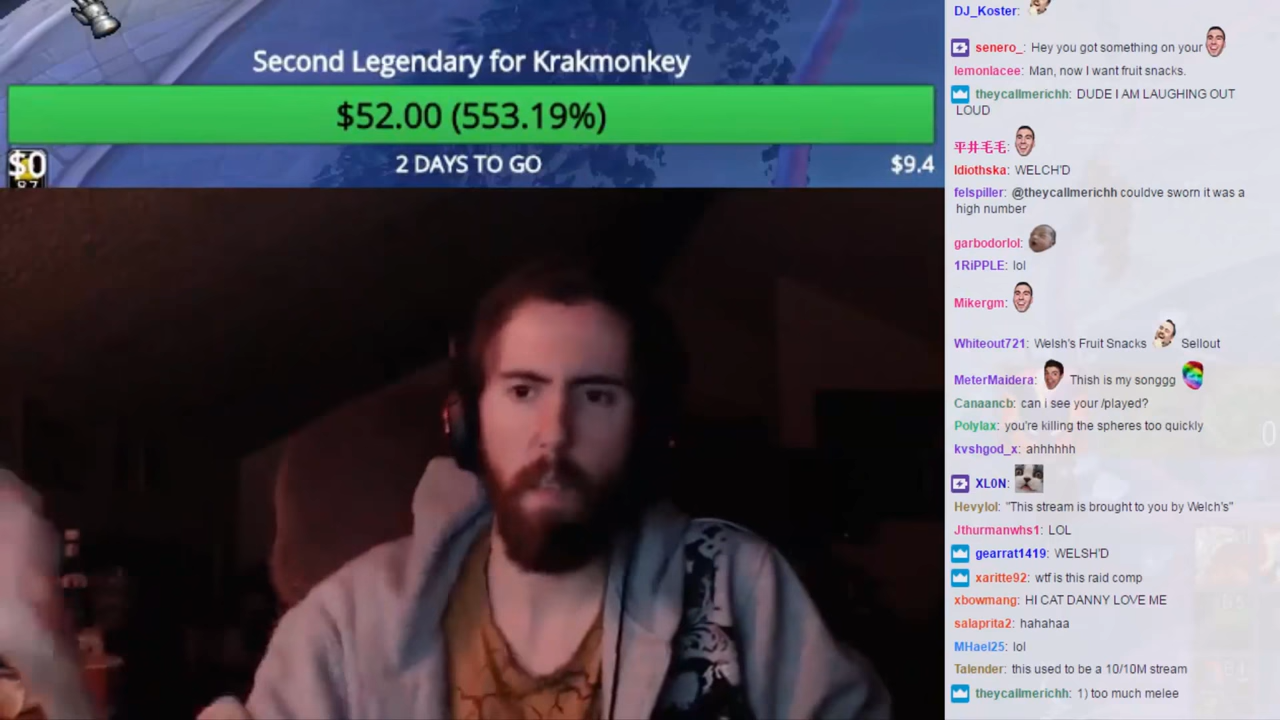 Second Legendary for Krakmonkey
$52.00 (553.19%)
$0
87
2 DAYS TO GO
$9.4
DJ_Koster:
senero_: Hey you got something on your
lemonlacee: Man, now I want fruit snacks.
theycallmerichh: DUDE I AM LAUGHING OUT
LOUD
平井毛毛:
Idiothska: WELCH'D
felspiller: @theycallmerichh couldve sworn it was a
high number
garbodorlol:
1RiPPLE: lol
Mikergm:
Whiteout721: Welsh's Fruit Snacks Sellout
MeterMaidera: Thish is my songgg
Canaancb: can i see your /played?
Polylax: you're killing the spheres too quickly
kvshgod_x: ahhhhhh
XL0N:
Hevylol: "This stream is brought to you by Welch's"
Jthurmanwhs1: LOL
gearrat1419: WELSH'D
xaritte92: wtf is this raid comp
xbowmang: HI CAT DANNY LOVE ME
salaprita2: hahahaa
MHael25: lol
Talender: this used to be a 10/10M stream
theycallmerichh: 1) too much melee
0